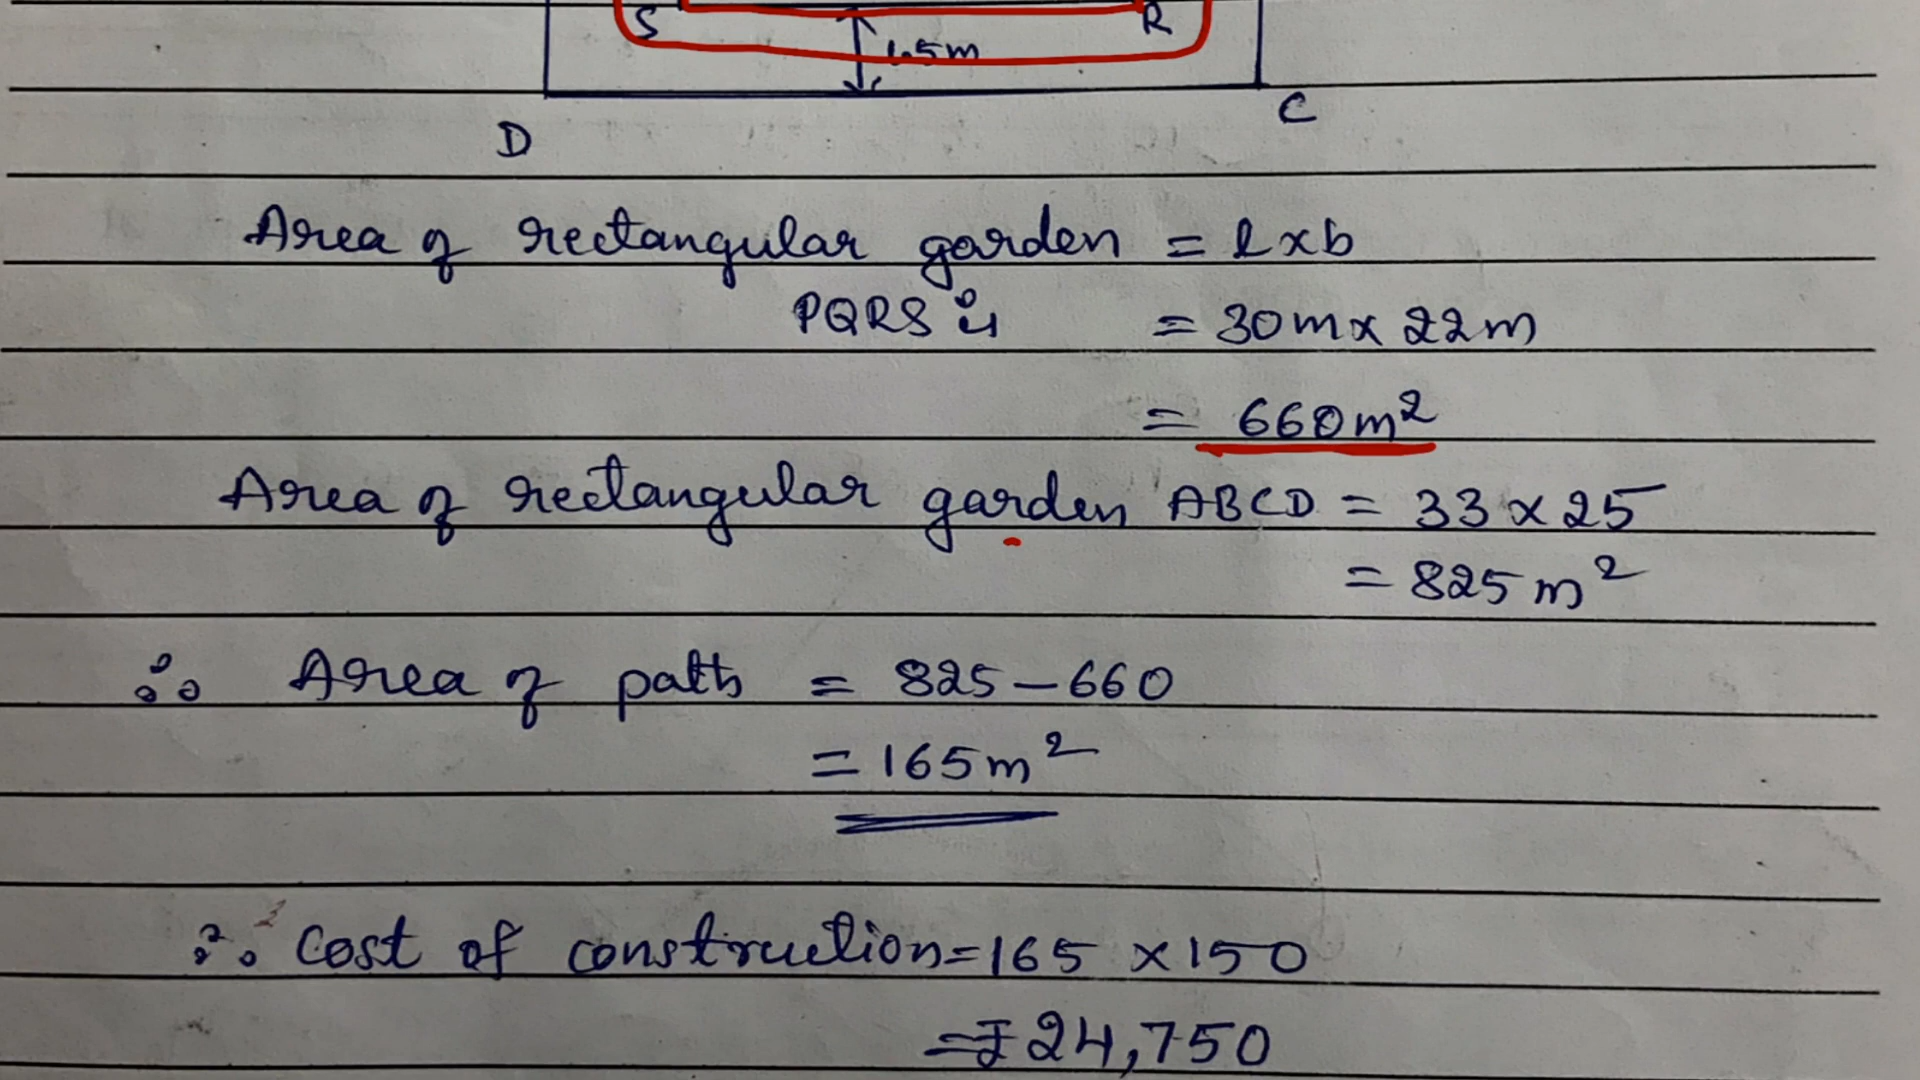 S R
1.5m
D C
Area of rectangular garden = l x b
PQRS = 30m x 22m
= 660m²
Area of rectangular garden ABCD = 33 x 25
= 825 m²
∴ Area of path = 825 - 660
= 165m²
∴ Cost of construction = 165 x 150
= ₹ 24,750